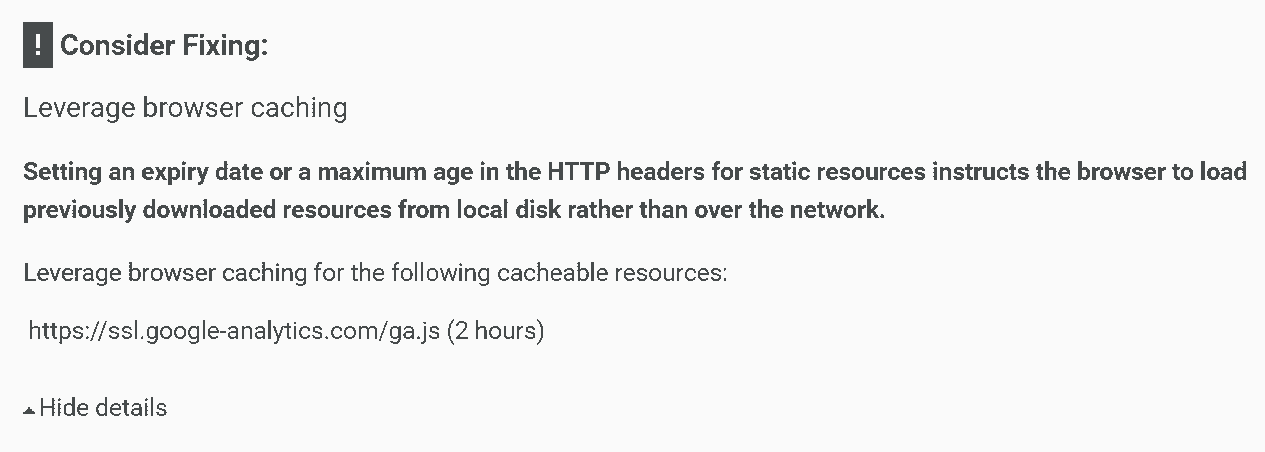 ! Consider Fixing:
Leverage browser caching
Setting an expiry date or a maximum age in the HTTP headers for static resources instructs the browser to load
previously downloaded resources from local disk rather than over the network.
Leverage browser caching for the following cacheable resources:
https://ssl.google-analytics.com/ga.js (2 hours)
Hide details